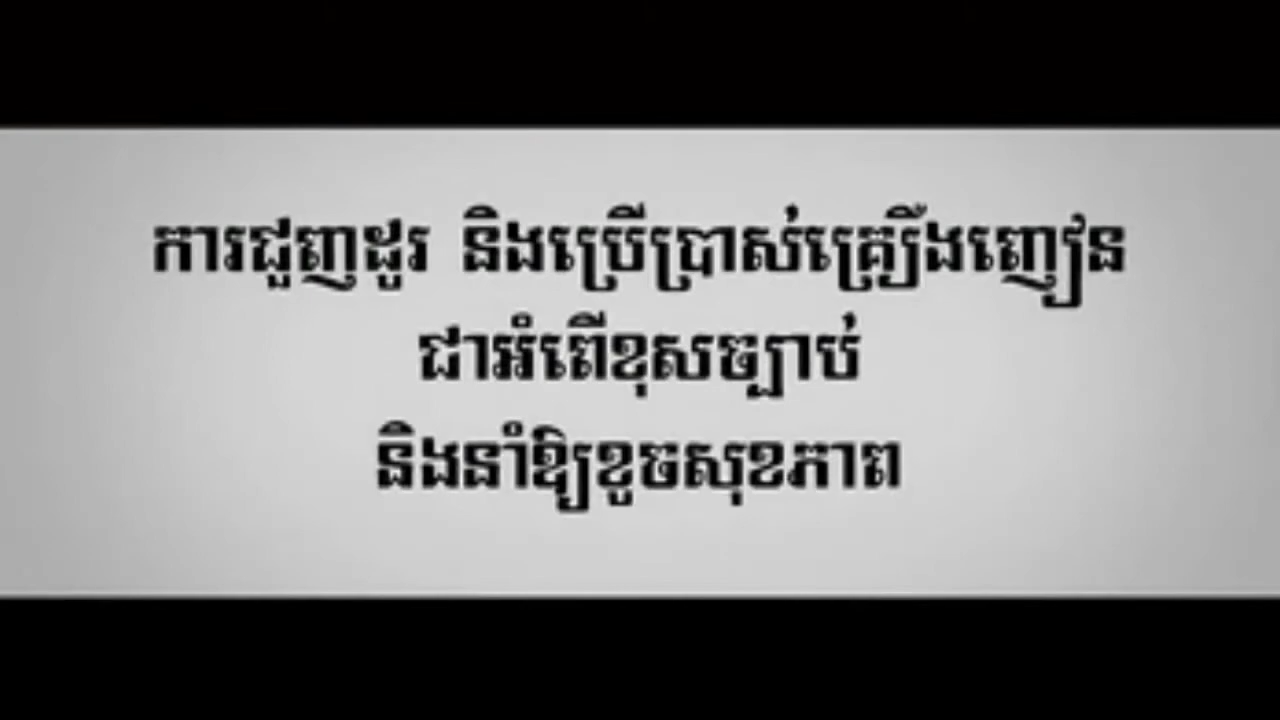 ការជួញដូរ និងប្រើប្រាស់គ្រឿងញៀន
ជាអំពើខុសច្បាប់
និងនាំឱ្យខូចសុខភាព